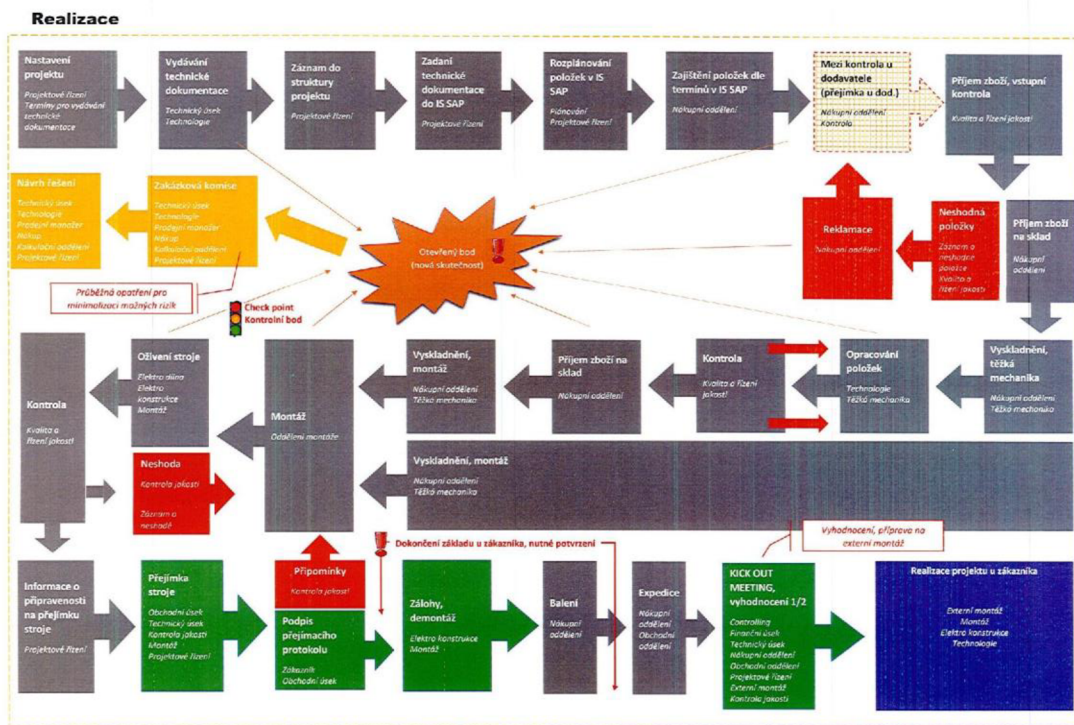 Realizace
Nastavení
projektu
Projektové řízení
Termíny pro vydávání
technické
dokumentace
Vydávání
technické
dokumentace
Technický úsek
Technologie
Záznam do
struktury
projektu
Projektové řízení
Zadaní
technické
dokumentace
do IS SAP
Projektové řízení
Rozplánování
položek v IS
SAP
Plánování
Projektové řízení
Zajištění položek dle
termínů v IS SAP
Nákupní oddělení
Mezi kontrola u
dodavatele
(přejímka u dod.)
Nákupní oddělení
Kontrola
Příjem zboží, vstupní
kontrola
Kvalita a řízení jakosti
Návrh řešení
Technický úsek
Technologie
Prodejní manažer
Nákup
Kalkulační oddělení
Projektové řízení
Zakázková komise
Technický úsek
Technologie
Prodejní manažer
Nákup
Kalkulační oddělení
Projektové řízení
Otevřený bod
(nová skutečnost)
Reklamace
Nákupní oddělení
Neshodná
položky
Záznam o
neshodné
položce
Kvalita a
řízení jakosti
Příjem zboží
na sklad
Nákupní
oddělení
Průběžná opatření pro
minimalizaci možných rizik
Check point
Kontrolní bod
Kontrola
Kvalita a
řízení jakosti
Oživení stroje
Elektro dílna
Elektro
konstrukce
Montáž
Montáž
Oddělení montáže
Vyskladnění,
montáž
Nákupní oddělení
Těžká mechanika
Příjem zboží na
sklad
Nákupní oddělení
Kontrola
Kvalita a řízení
jakosti
Opracování
položek
Technologie
Těžká mechanika
Vyskladnění,
těžká
mechanika
Nákupní oddělení
Těžká mechanika
Neshoda
Kontrola jakosti
Záznam o
neshodě
Vyskladnění, montáž
Nákupní oddělení
Těžká mechanika
Dokončení základu u zákazníka, nutné potvrzení
Vyhodnocení, příprava na
externí montáž
Informace o
připravenosti
na přejímku
stroje
Projektové řízení
Přejímka
stroje
Obchodní úsek
Technický úsek
Kontrola jakosti
Montáž
Projektové řízení
Připomínky
Kontrola jakosti
Podpis
přejímacího
protokolu
Zákazník
Obchodní úsek
Zálohy,
demontáž
Elektro konstrukce
Montáž
Balení
Nákupní
oddělení
Expedice
Nákupní
oddělení
Obchodní
oddělení
KICK OUT
MEETING,
vyhodnocení 1/2
Controlling
Finanční úsek
Technický úsek
Nákupní oddělení
Obchodní oddělení
Projektové řízení
Externí montáž
Kontrola jakosti
Realizace projektu u zákazníka
Externí montáž
Montáž
Elektro konstrukce
Technologie